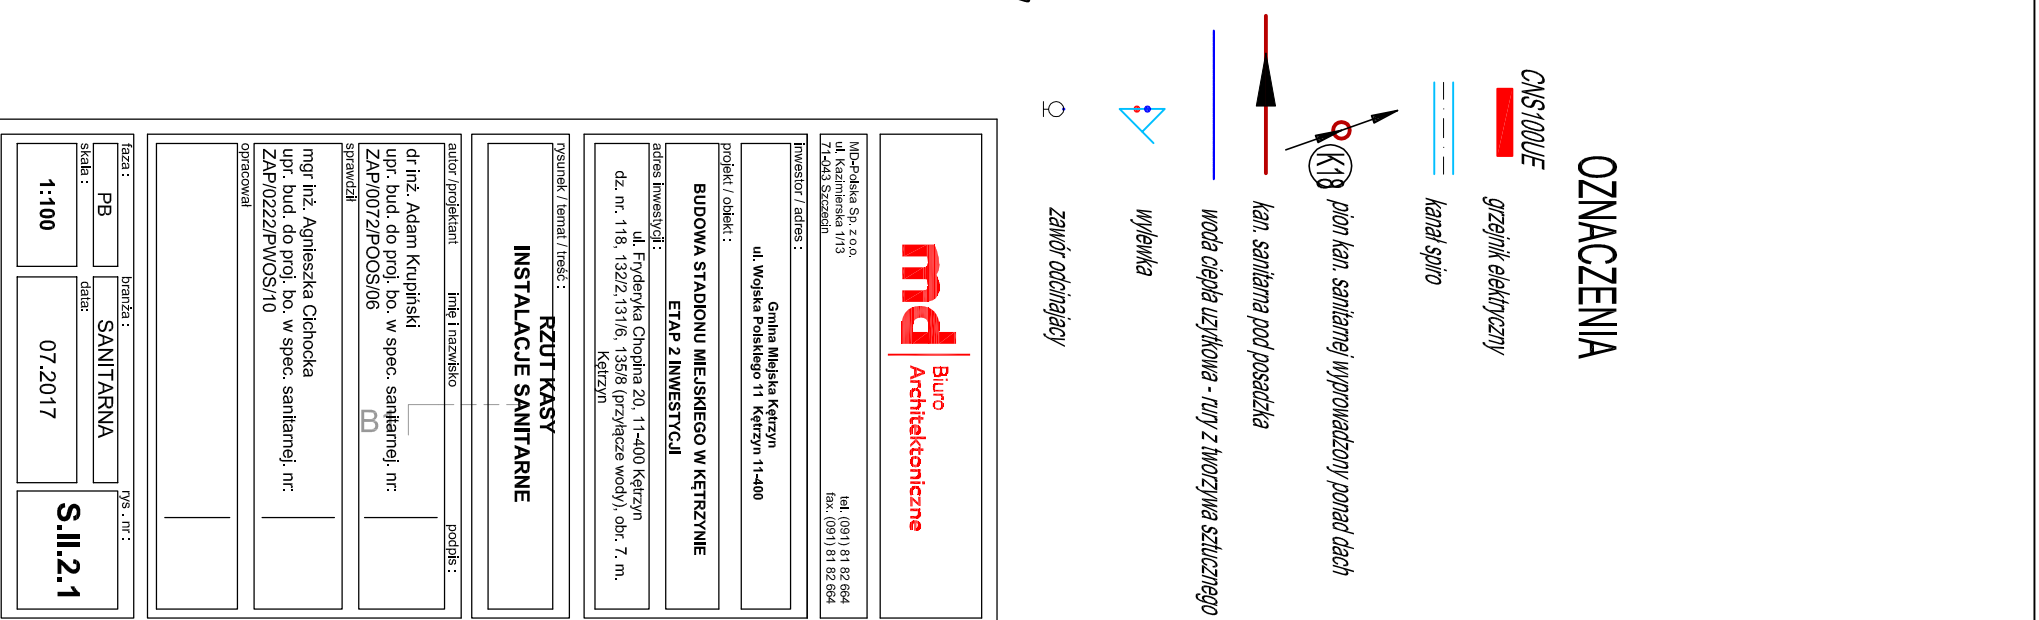 OZNACZENIA
CNS100UE
grzejnik elektryczny
kanał spiro
K18
pion kan. sanitarnej wyprowadzony ponad dach
kan. sanitarna pod posadzka
woda ciepła uzytkowa - rury z tworzywa sztucznego
wylewka
zawór odcinajacy
md
Biuro
Architektoniczne
MD-Polska Sp. z o.o.
ul. Kazimierska 1/13
71-043 Szczecin
tel. (091) 81 82 664
fax. (091) 81 82 664
inwestor / adres :
Gmina Miejska Kętrzyn
ul. Wojska Polskiego 11 Kętrzyn 11-400
projekt / obiekt :
BUDOWA STADIONU MIEJSKIEGO W KĘTRZYNIE
ETAP 2 INWESTYCJI
adres inwestycji :
ul. Fryderyka Chopina 20, 11-400 Kętrzyn
dz. nr. 118, 132/2,131/6, 135/8 (przyłącze wody), obr. 7. m.
Kętrzyn
rysunek / temat / treść :
RZUT KASY
INSTALACJE SANITARNE
autor /projektant
imię i nazwisko
podpis :
dr inż. Adam Krupiński
upr. bud. do proj. bo. w spec. sanitarnej. nr:
ZAP/0072/POOS/06
B
sprawdził
mgr inż. Agnieszka Cichocka
upr. bud. do proj. bo. w spec. sanitarnej. nr:
ZAP/0222/PWOS/10
opracował
faza :
PB
branża :
SANITARNA
rys . nr :
S.II.2.1
skala :
1:100
data:
07.2017